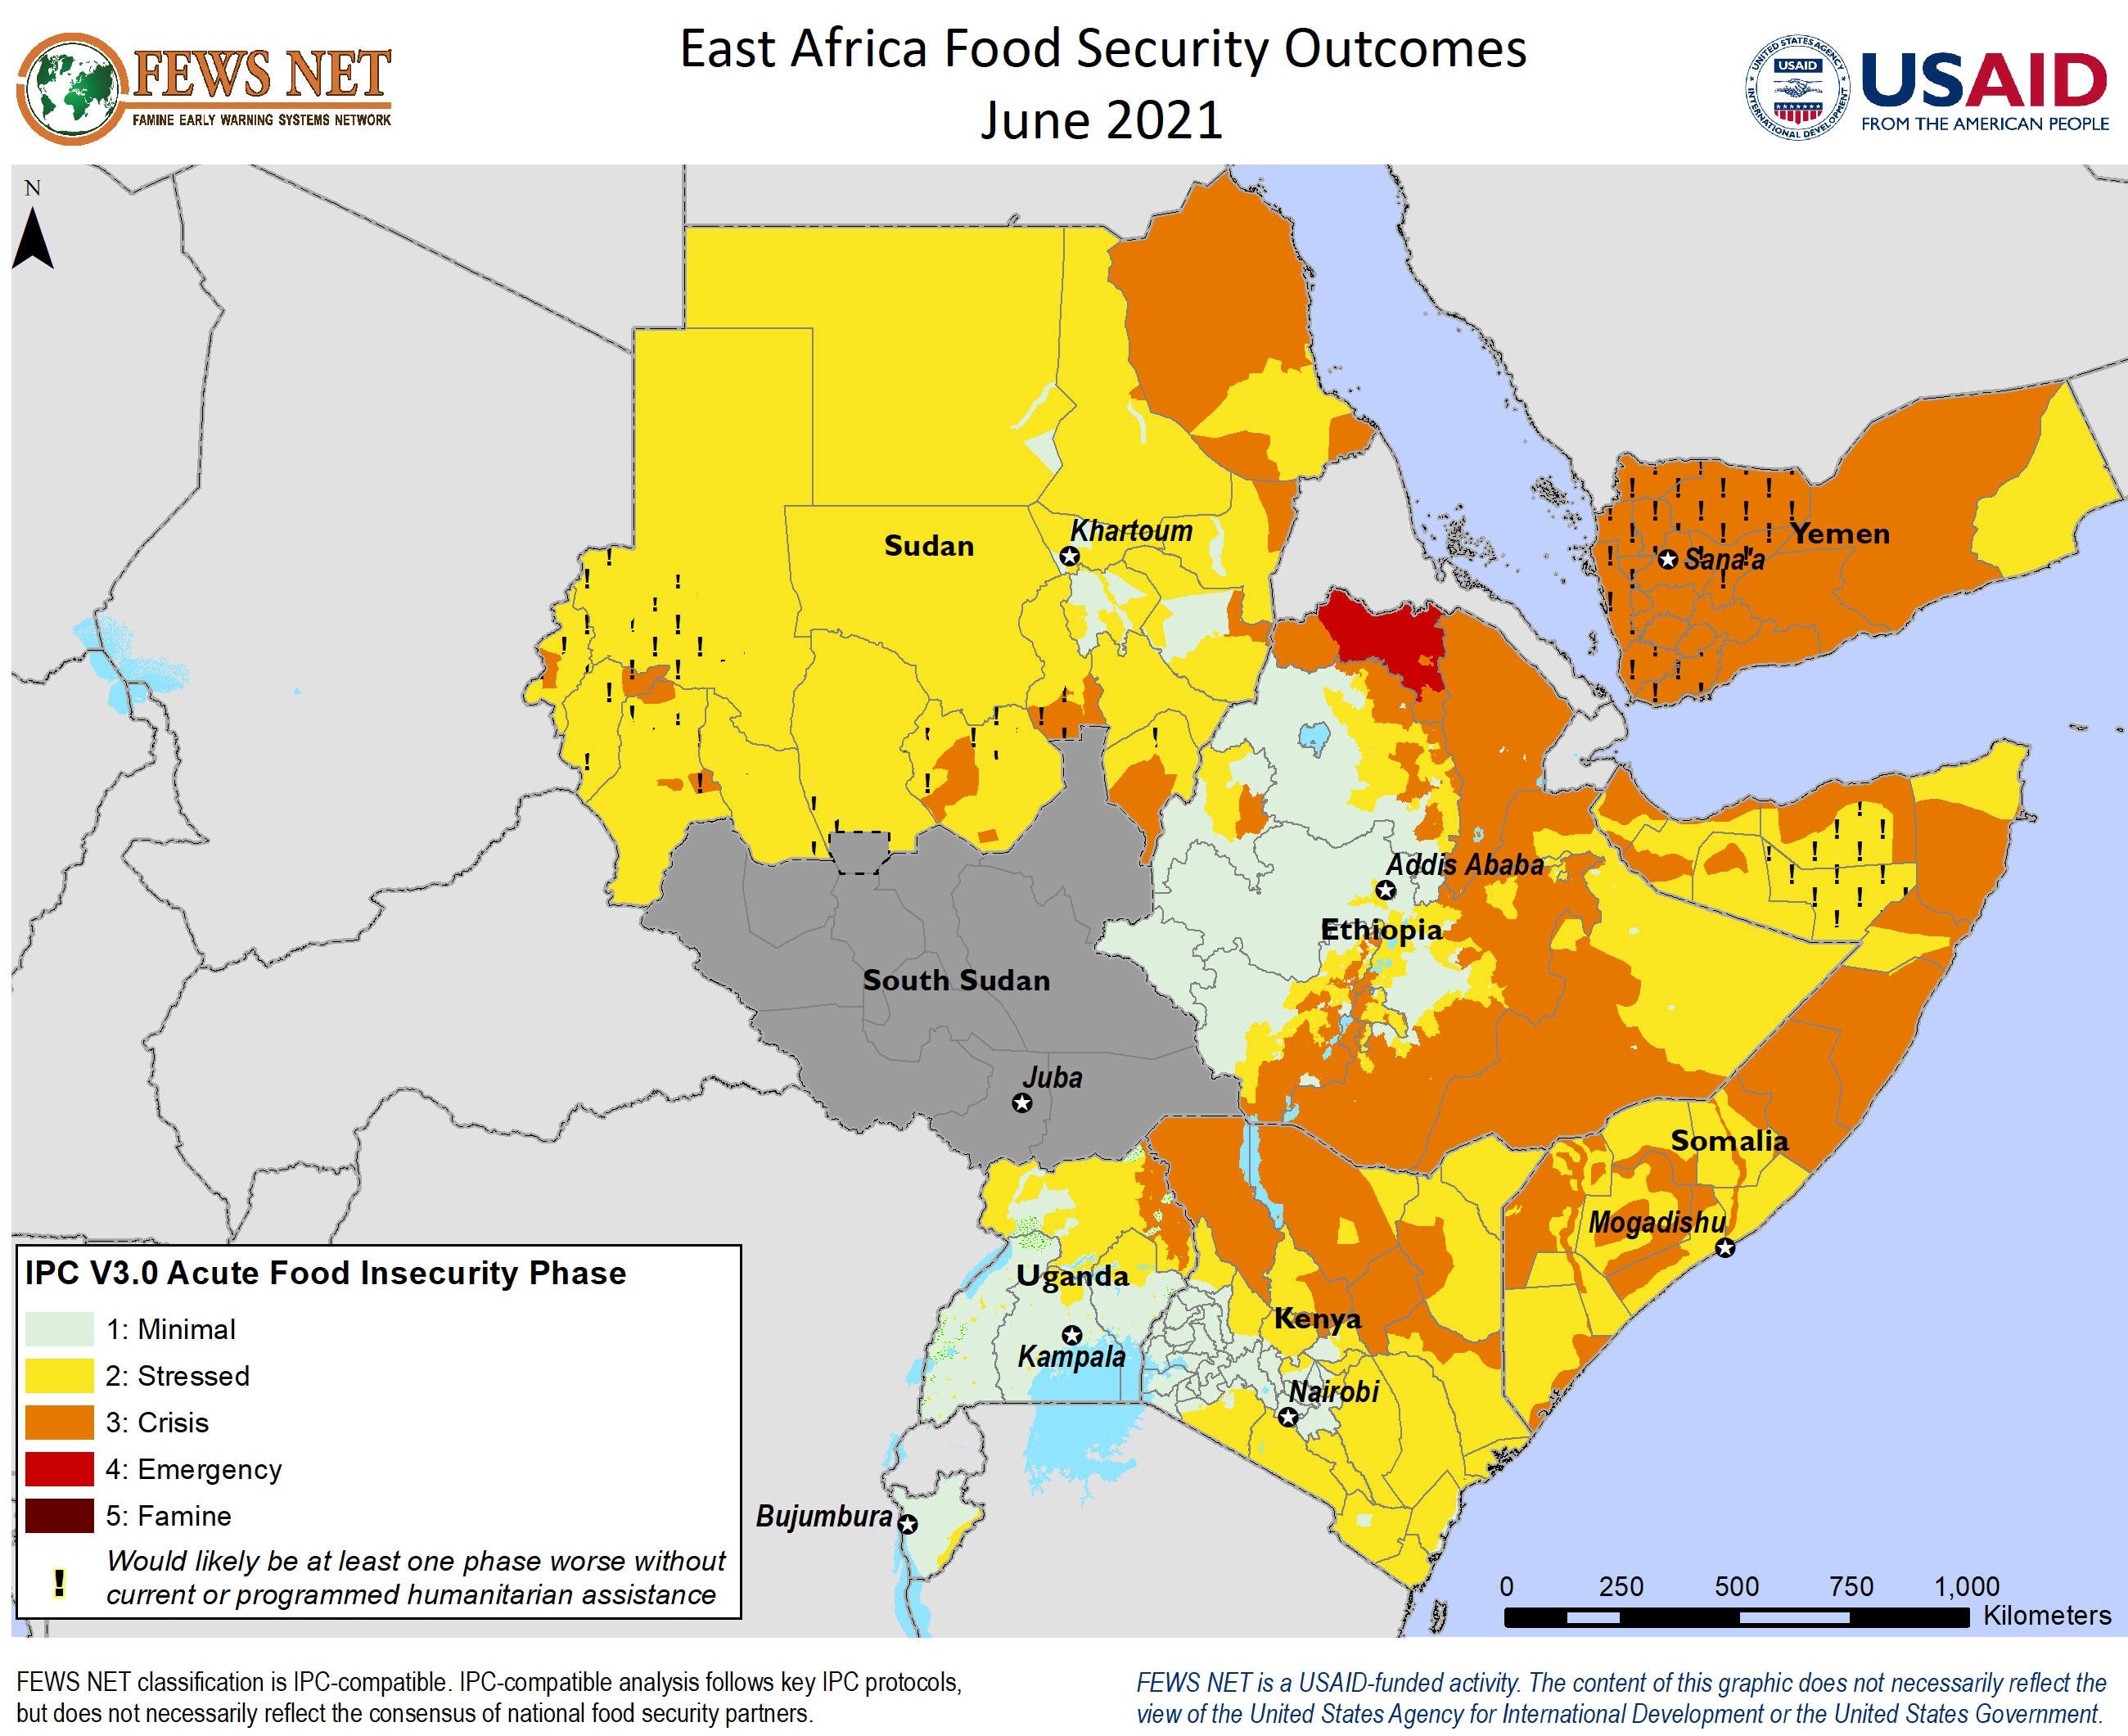 FEWS NET
FAMINE EARLY WARNING SYSTEMS NETWORK
East Africa Food Security Outcomes
June 2021
UNITED STATES AGENCY
USAID
INTERNATIONAL DEVELOPMENT
USAID
FROM THE AMERICAN PEOPLE
N
Khartoum
Sudan
Yemen
Sana'a
Addis Ababa
Ethiopia
South Sudan
Juba
Somalia
Mogadishu
Uganda
Kenya
Kampala
Nairobi
Bujumbura
IPC V3.0 Acute Food Insecurity Phase
1: Minimal
2: Stressed
3: Crisis
4: Emergency
5: Famine
! Would likely be at least one phase worse without
current or programmed humanitarian assistance
0 250 500 750 1,000
Kilometers
FEWS NET classification is IPC-compatible. IPC-compatible analysis follows key IPC protocols,
but does not necessarily reflect the consensus of national food security partners.
FEWS NET is a USAID-funded activity. The content of this graphic does not necessarily reflect the
view of the United States Agency for International Development or the United States Government.